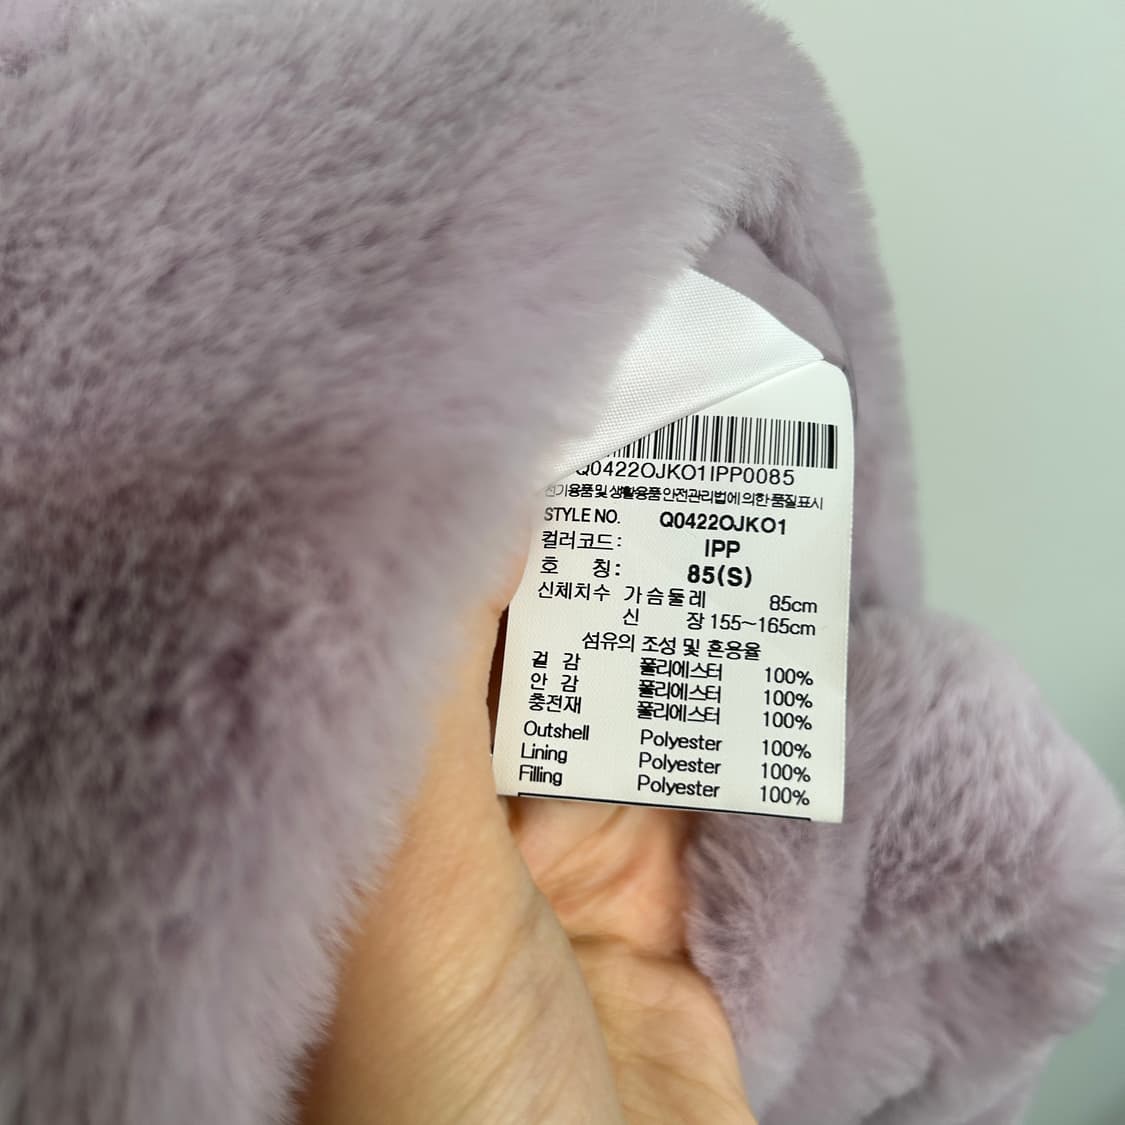 Q0422OJKO1IPP0085
전기용품 및 생활용품 안전관리법에 의한 품질표시
STYLE NO. Q0422OJKO1
컬러코드: IPP
호 칭: 85(S)
신체치수 가슴둘레 85cm
신 장 155~165cm
섬유의 조성 및 혼용율
겉 감 폴리에스터 100%
안 감 폴리에스터 100%
충전재 폴리에스터 100%
Outshell Polyester 100%
Lining Polyester 100%
Filling Polyester 100%